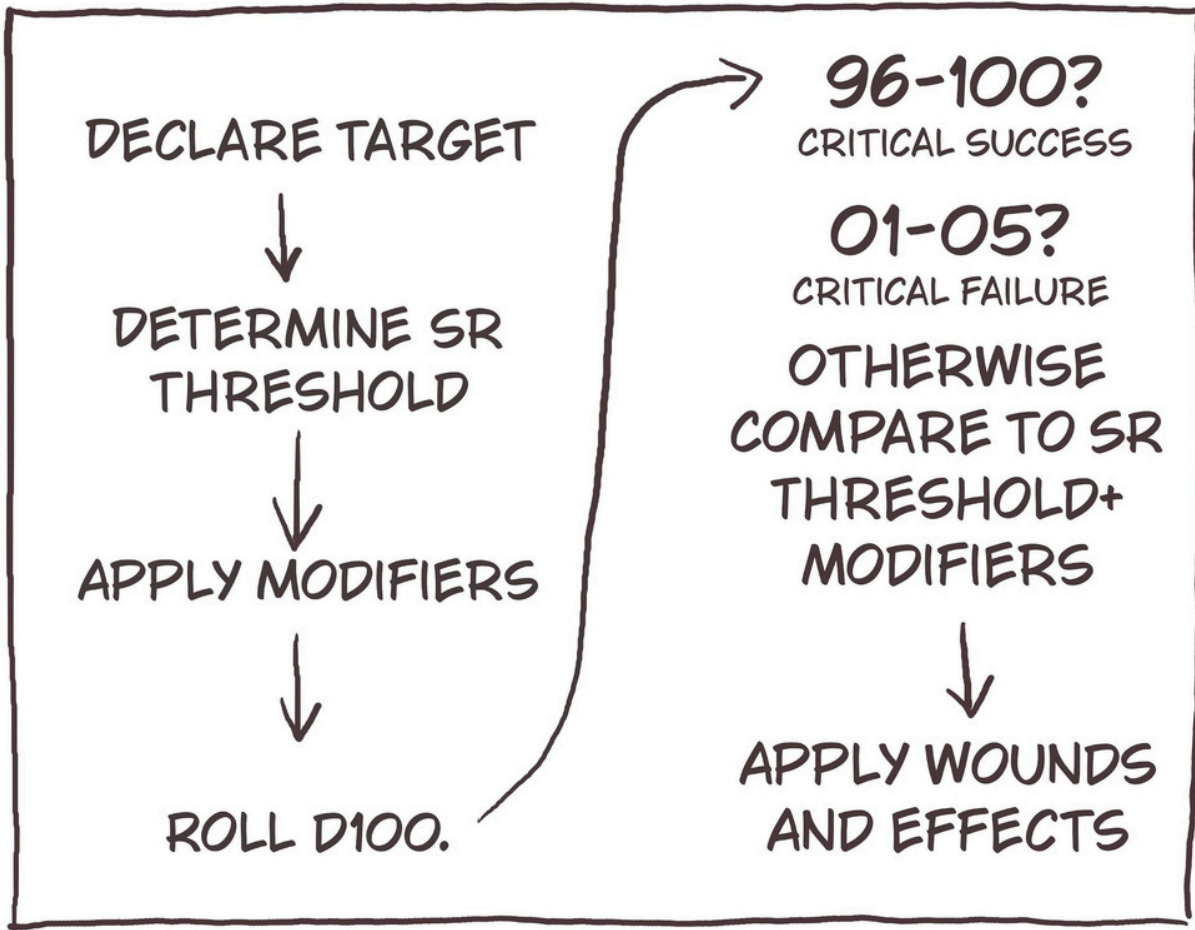 DECLARE TARGET
DETERMINE SR
THRESHOLD
APPLY MODIFIERS
ROLL D100.
96-100?
CRITICAL SUCCESS
01-05?
CRITICAL FAILURE
OTHERWISE
COMPARE TO SR
THRESHOLD+
MODIFIERS
APPLY WOUNDS
AND EFFECTS